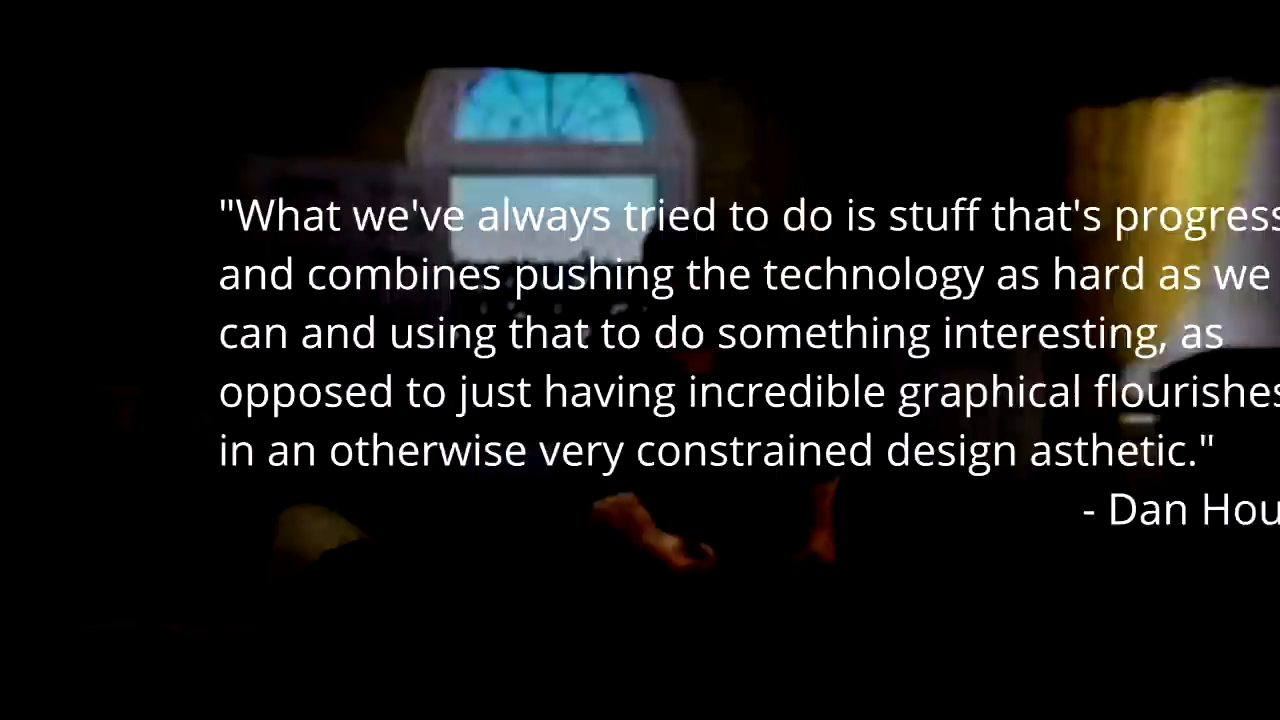 "What we've always tried to do is stuff that's progress
and combines pushing the technology as hard as we
can and using that to do something interesting, as
opposed to just having incredible graphical flourishes
in an otherwise very constrained design asthetic."
- Dan Hou